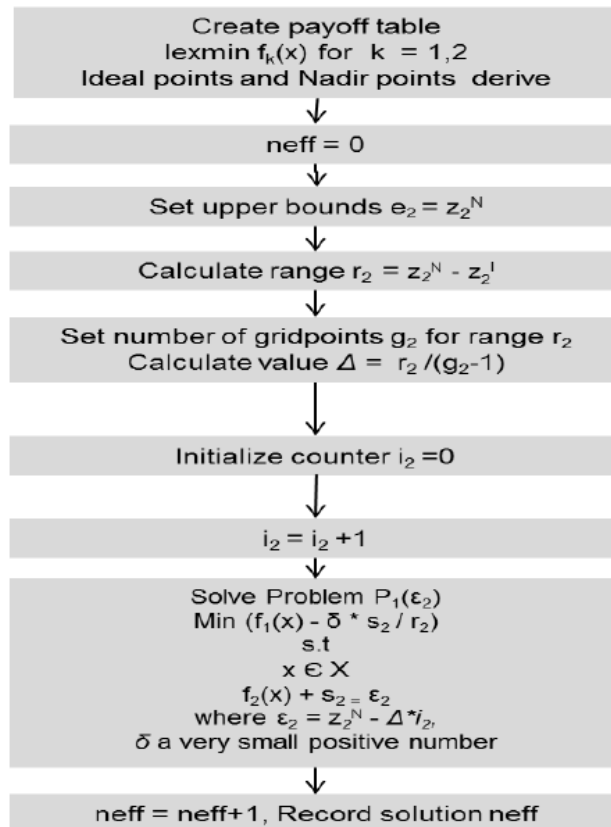 Create payoff table
lexmin fₖ(x) for k = 1,2
Ideal points and Nadir points derive
neff = 0
Set upper bounds e₂ = z₂ᴺ
Calculate range r₂ = z₂ᴺ - z₂ᴵ
Set number of gridpoints g₂ for range r₂
Calculate value Δ = r₂ /(g₂-1)
Initialize counter i₂ =0
i₂ = i₂ +1
Solve Problem P₁(ε₂)
Min (f₁(x) - δ * s₂ / r₂)
s.t
x Є X
f₂(x) + s₂ = ε₂
where ε₂ = z₂ᴺ - Δ*i₂,
δ a very small positive number
neff = neff+1, Record solution neff